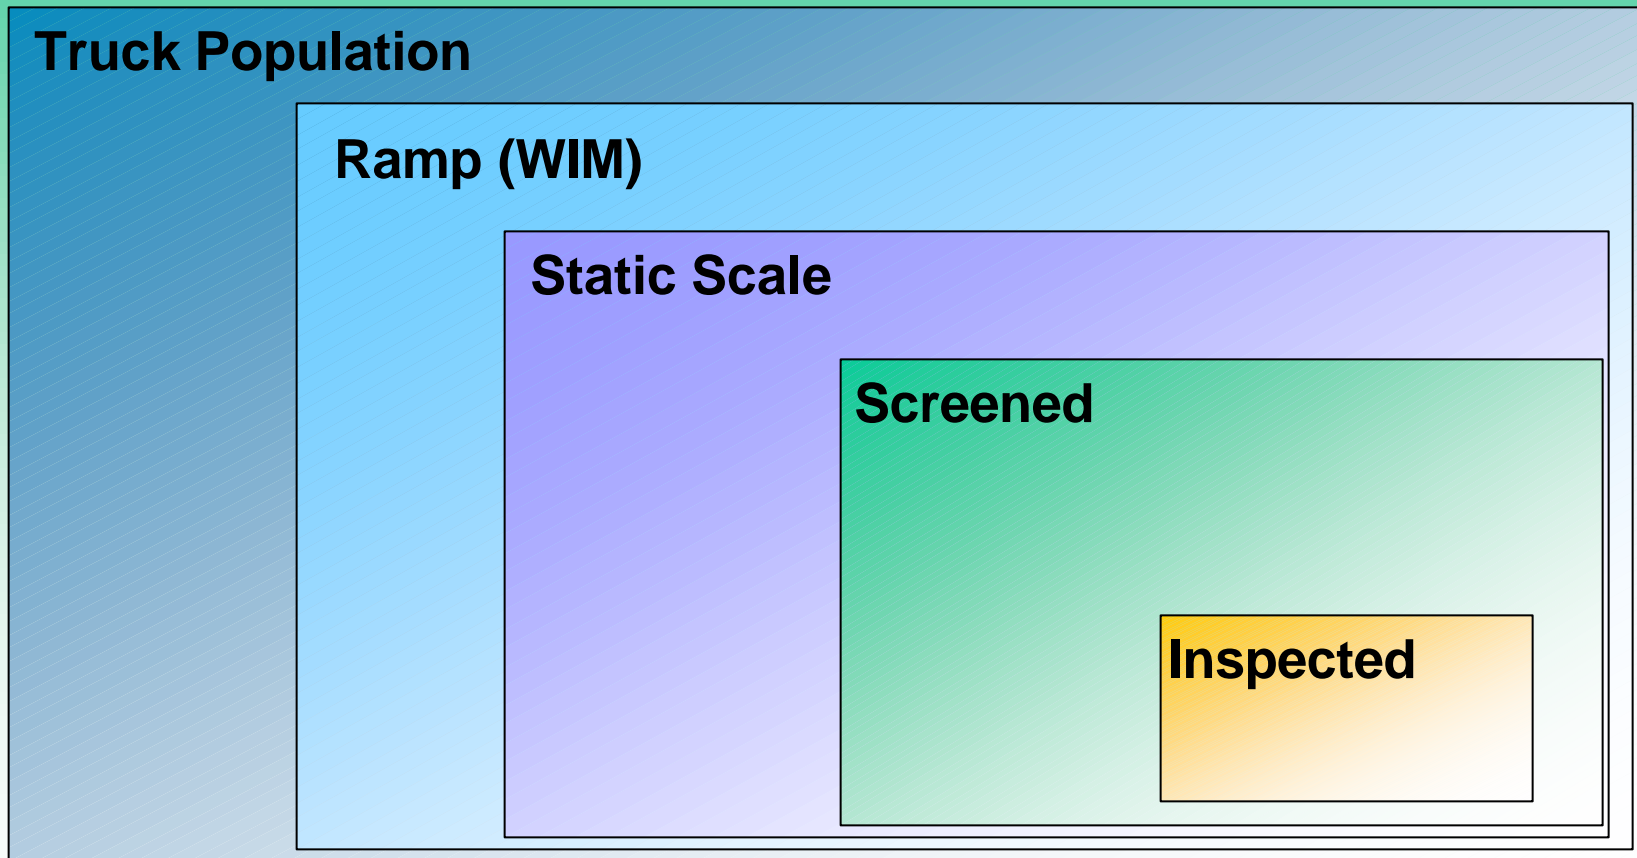 Truck Population
Ramp (WIM)
Static Scale
Screened
Inspected